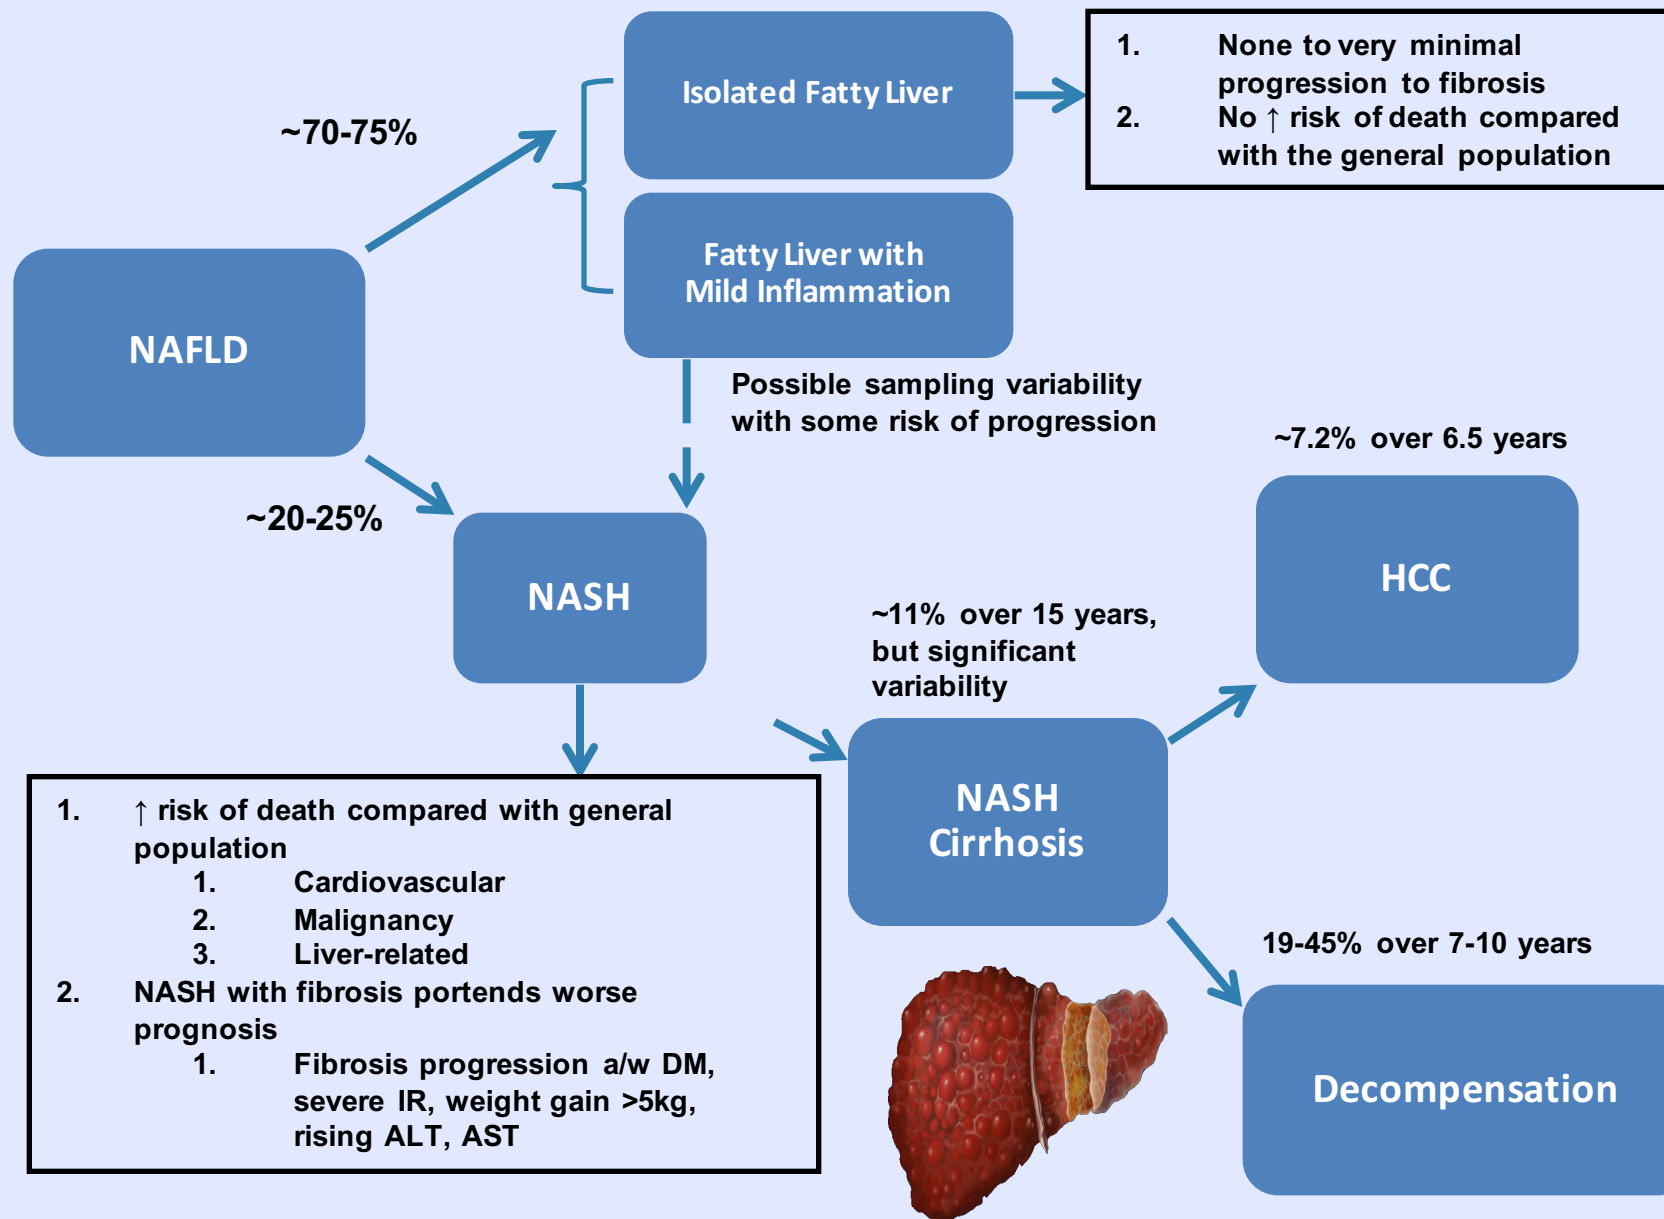 Isolated Fatty Liver
1. None to very minimal
progression to fibrosis
2. No ↑ risk of death compared
with the general population
~70-75%
Fatty Liver with
Mild Inflammation
NAFLD
Possible sampling variability
with some risk of progression
~20-25%
NASH
~7.2% over 6.5 years
HCC
~11% over 15 years,
but significant
variability
NASH
Cirrhosis
1. ↑ risk of death compared with general
population
1. Cardiovascular
2. Malignancy
3. Liver-related
2. NASH with fibrosis portends worse
prognosis
1. Fibrosis progression a/w DM,
severe IR, weight gain >5kg,
rising ALT, AST
19-45% over 7-10 years
Decompensation